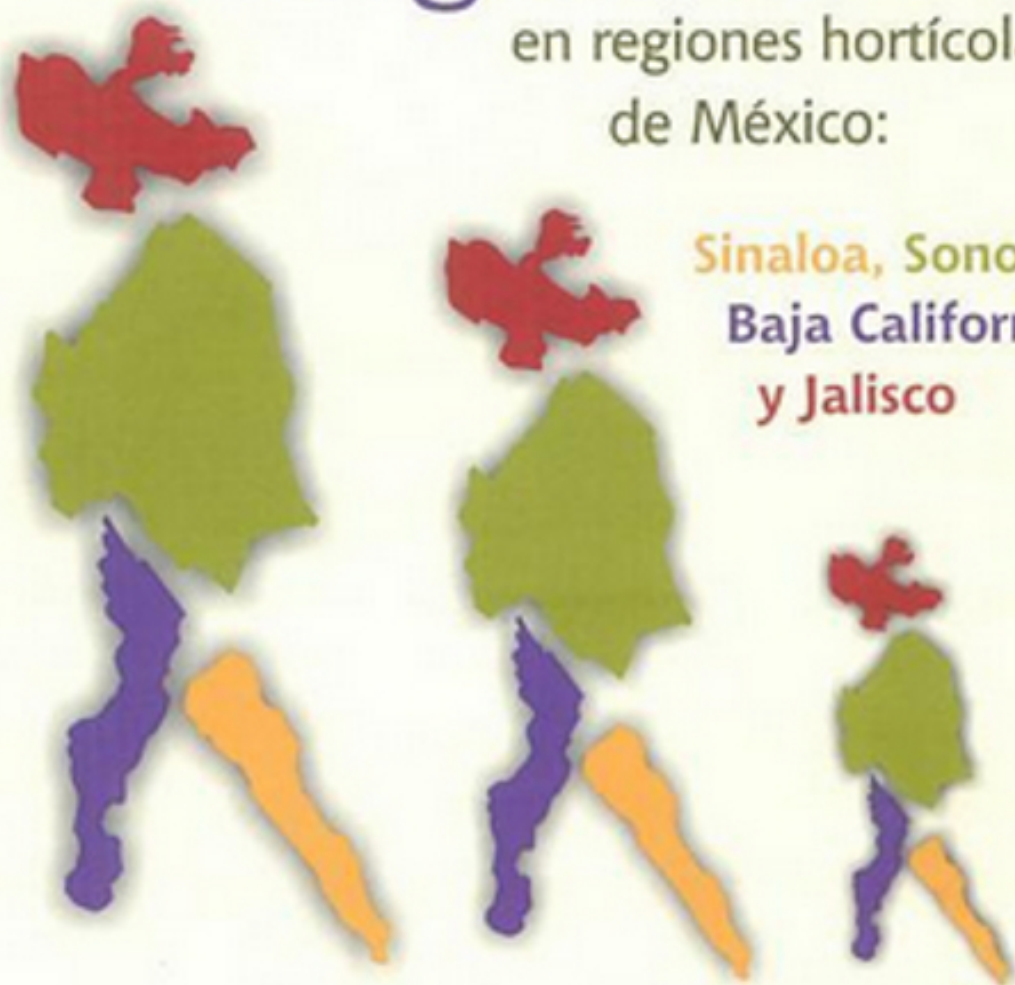 g
en regiones hortícol
de México:
Sinaloa, Sono
Baja Califor
y Jalisco